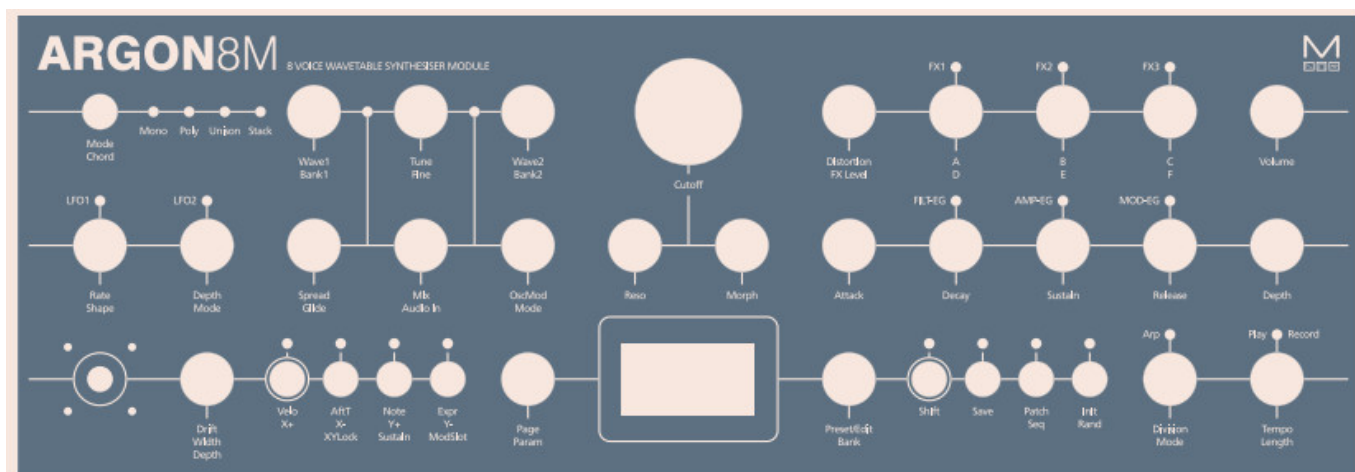 ARGON8M 8 VOICE WAVETABLE SYNTHESISER MODULE
FX1 FX2 FX3
Mono Poly Unison Stack
Mode
Chord
Wave1
Bank1
Tune
Fine
Wave2
Bank2
Cutoff
Distortion
FX Level
A
D
B
E
C
F
Volume
LFO1 LFO2
FILT-EG AMP-EG MOD-EG
Rate
Shape
Depth
Mode
Spread
Glide
Mix
Audio In
OscMod
Mode
Reso
Morph
Attack
Decay
Sustain
Release
Depth
Arp
Play Record
Drift
Width
Depth
Velo
X+
AftT
X-
XYLock
Note
Y+
Sustain
Expr
Y-
ModSlot
Page
Param
Preset/Edit
Bank
Shift
Save
Patch
Seq
Init
Rand
Division
Mode
Tempo
Length